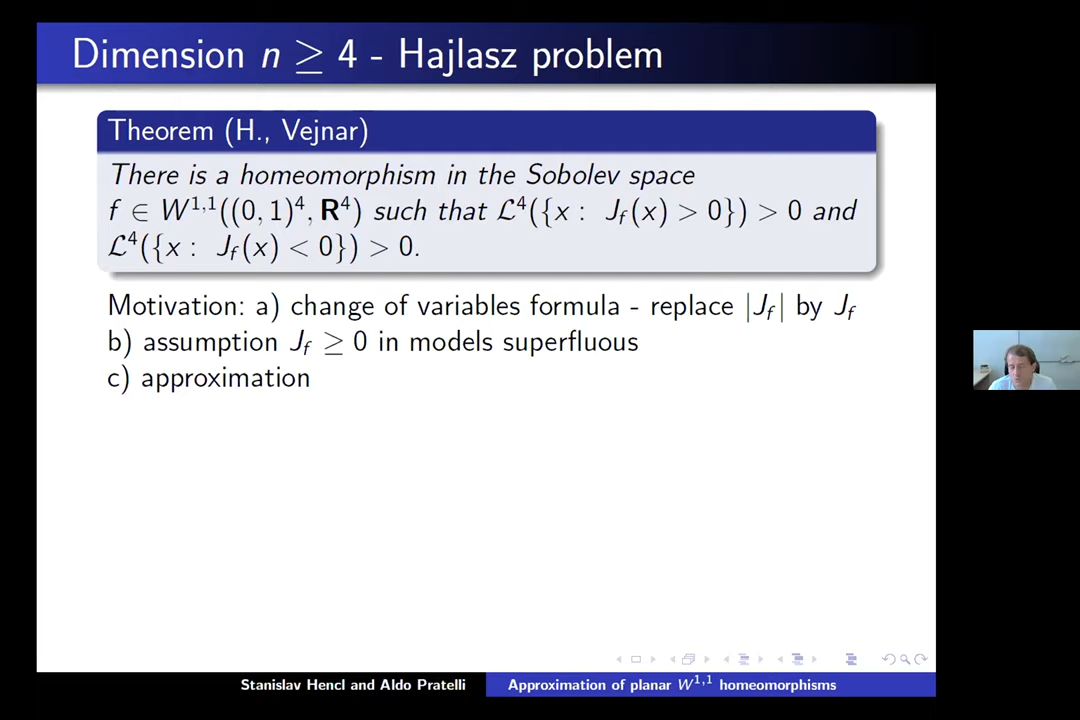 Dimension n ≥ 4 - Hajlasz problem
Theorem (H., Vejnar)
There is a homeomorphism in the Sobolev space
f ∈ W^{1,1}((0, 1)^4, R^4) such that 𝓛^4({x : J_f(x) > 0}) > 0 and
𝓛^4({x : J_f(x) < 0}) > 0.
Motivation: a) change of variables formula - replace |J_f| by J_f
b) assumption J_f ≥ 0 in models superfluous
c) approximation
Stanislav Hencl and Aldo Pratelli
Approximation of planar W^{1,1} homeomorphisms